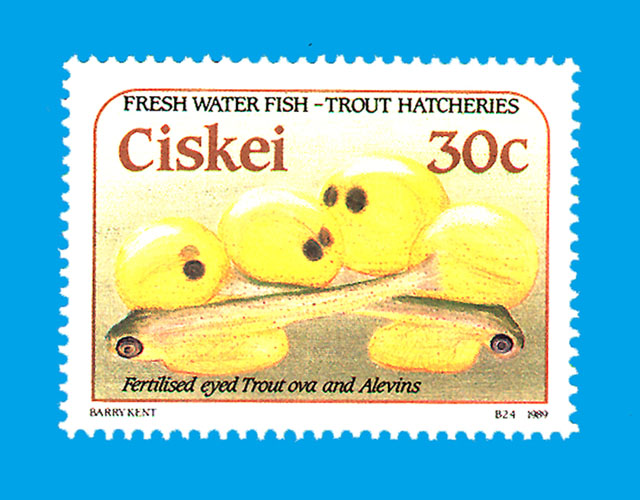 FRESH WATER FISH – TROUT HATCHERIES
Ciskei 30c
Fertilised eyed Trout ova and Alevins
BARRY KENT B24 1989